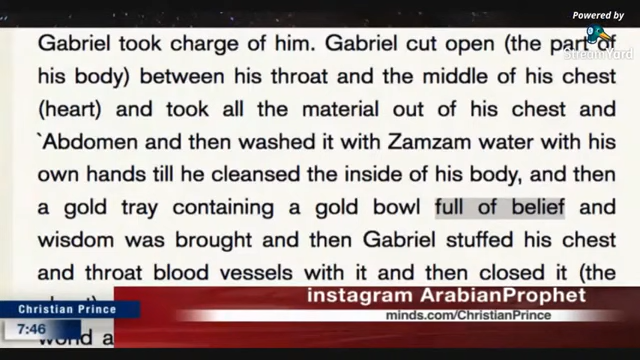 Powered by
StreamYard
Gabriel took charge of him. Gabriel cut open (the part of
his body) between his throat and the middle of his chest
(heart) and took all the material out of his chest and
`Abdomen and then washed it with Zamzam water with his
own hands till he cleansed the inside of his body, and then
a gold tray containing a gold bowl full of belief and
wisdom was brought and then Gabriel stuffed his chest
and throat blood vessels with it and then closed it (the
instagram ArabianProphet
Christian Prince
minds.com/ChristianPrince
7:46
world a